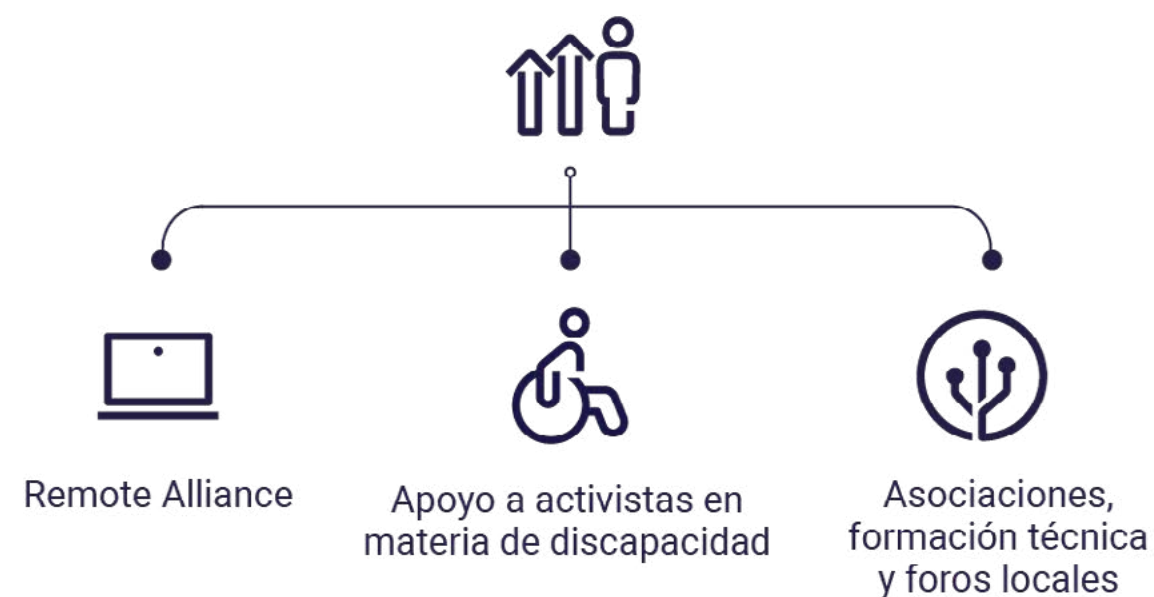 Remote Alliance
Apoyo a activistas en
materia de discapacidad
Asociaciones,
formación técnica
y foros locales